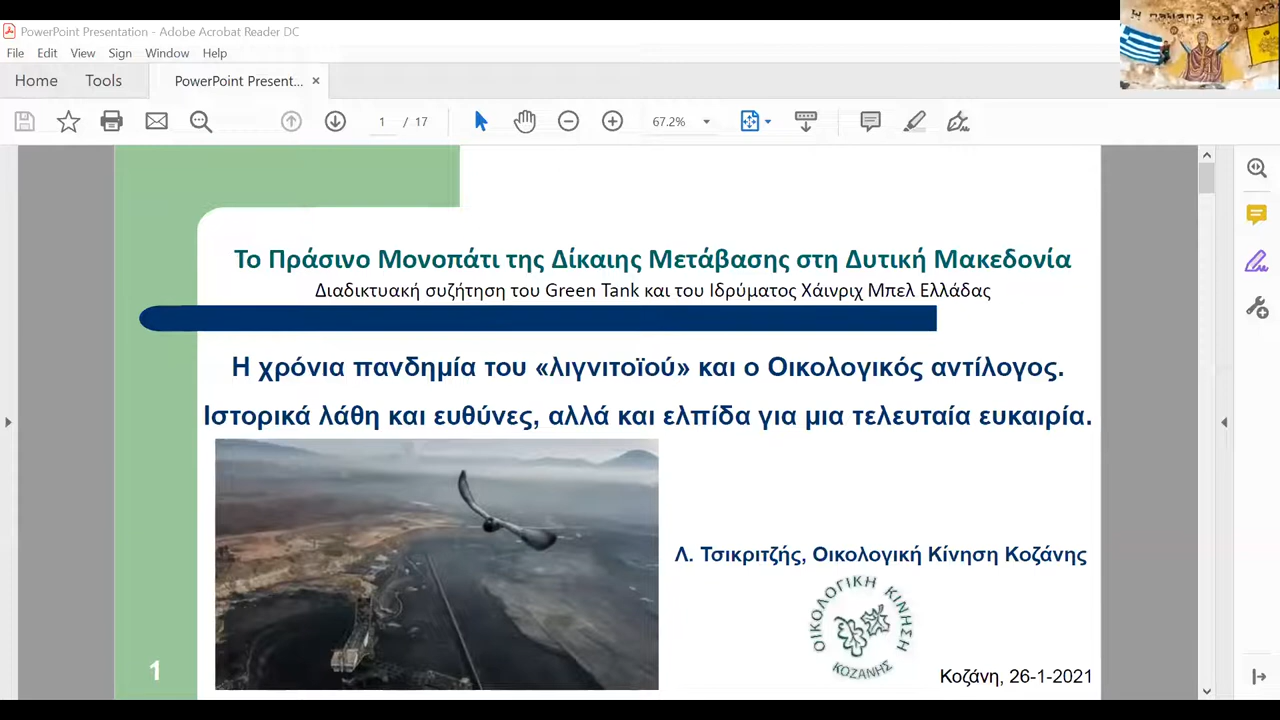 PowerPoint Presentation - Adobe Acrobat Reader DC
File Edit View Sign Window Help
Home Tools PowerPoint Present... ×
1 / 17 67.2%
Το Πράσινο Μονοπάτι της Δίκαιης Μετάβασης στη Δυτική Μακεδονία
Διαδικτυακή συζήτηση του Green Tank και του Ιδρύματος Χάινριχ Μπελ Ελλάδας
Η χρόνια πανδημία του «λιγνιτοϊού» και ο Οικολογικός αντίλογος.
Ιστορικά λάθη και ευθύνες, αλλά και ελπίδα για μια τελευταία ευκαιρία.
Λ. Τσικριτζής, Οικολογική Κίνηση Κοζάνης
ΟΙΚΟΛΟΓΙΚΗ ΚΙΝΗΣΗ
ΚΟΖΑΝΗΣ
1
Κοζάνη, 26-1-2021